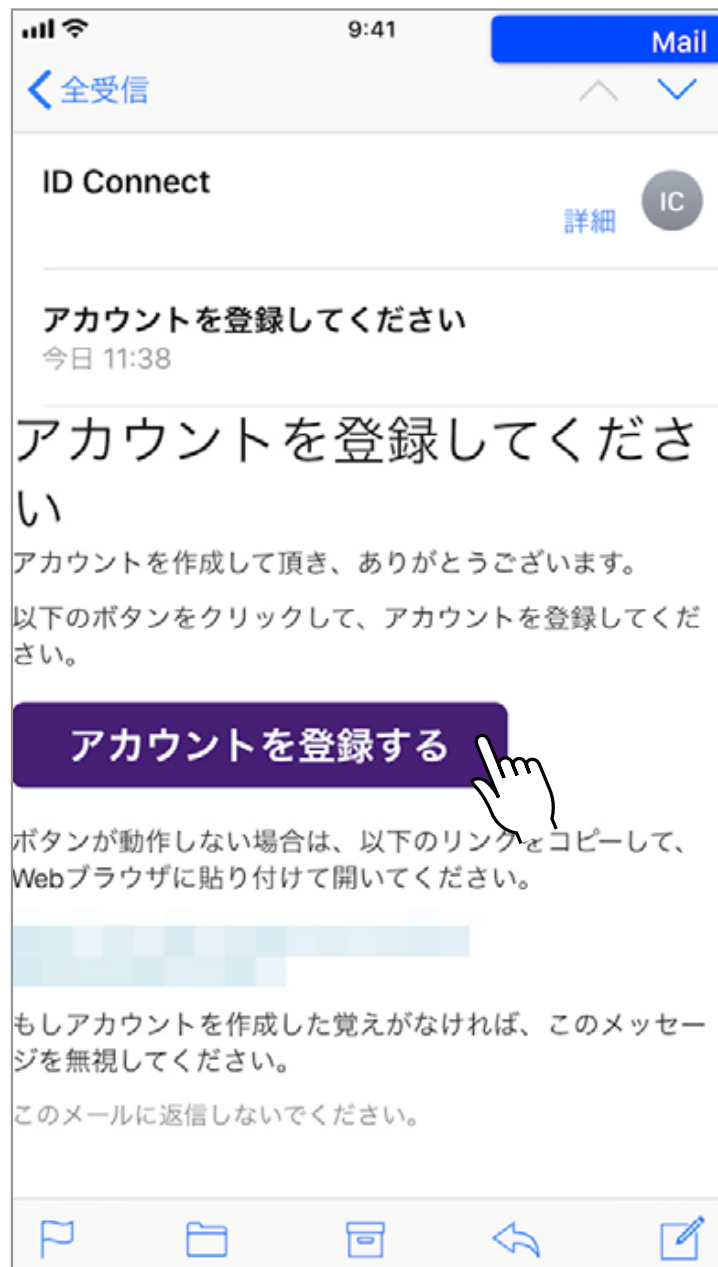 9:41
Mail
全受信
ID Connect
IC
詳細
アカウントを登録してください
今日 11:38
アカウントを登録してくださ
い
アカウントを作成して頂き、ありがとうございます。
以下のボタンをクリックして、アカウントを登録してくだ
さい。
アカウントを登録する
ボタンが動作しない場合は、以下のリンクをコピーして、
Webブラウザに貼り付けて開いてください。
もしアカウントを作成した覚えがなければ、このメッセー
ジを無視してください。
このメールに返信しないでください。